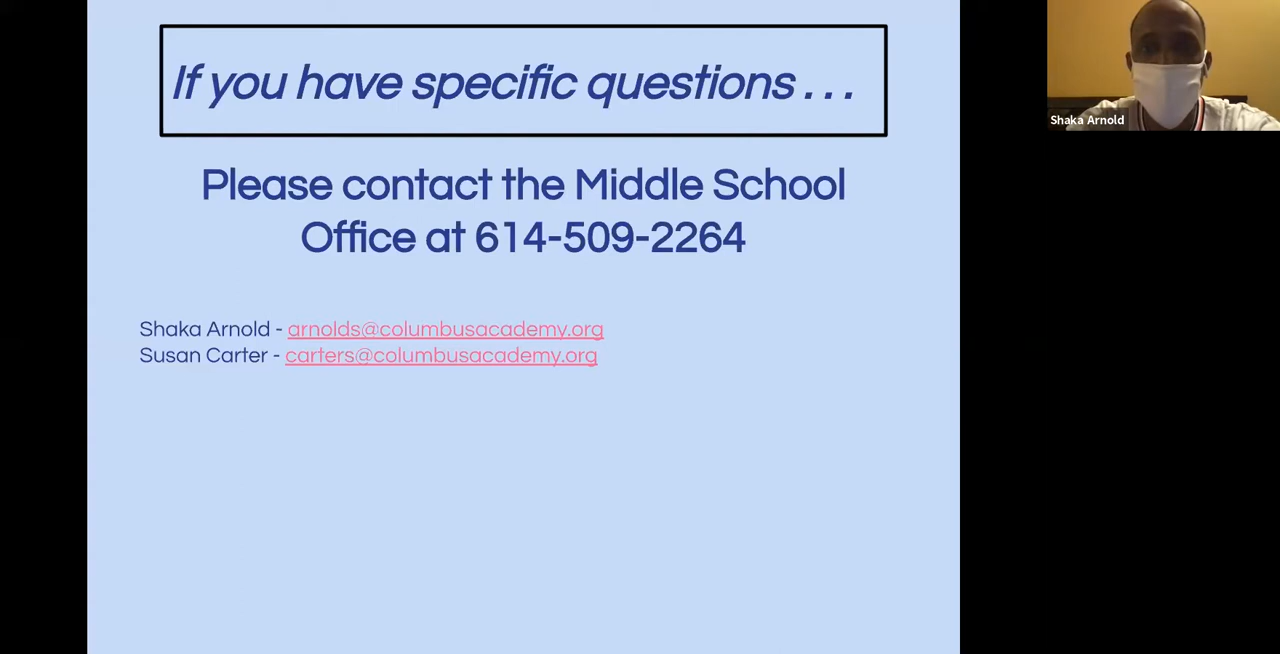 If you have specific questions . . .
Please contact the Middle School
Office at 614-509-2264
Shaka Arnold - arnolds@columbusacademy.org
Susan Carter - carters@columbusacademy.org
Shaka Arnold